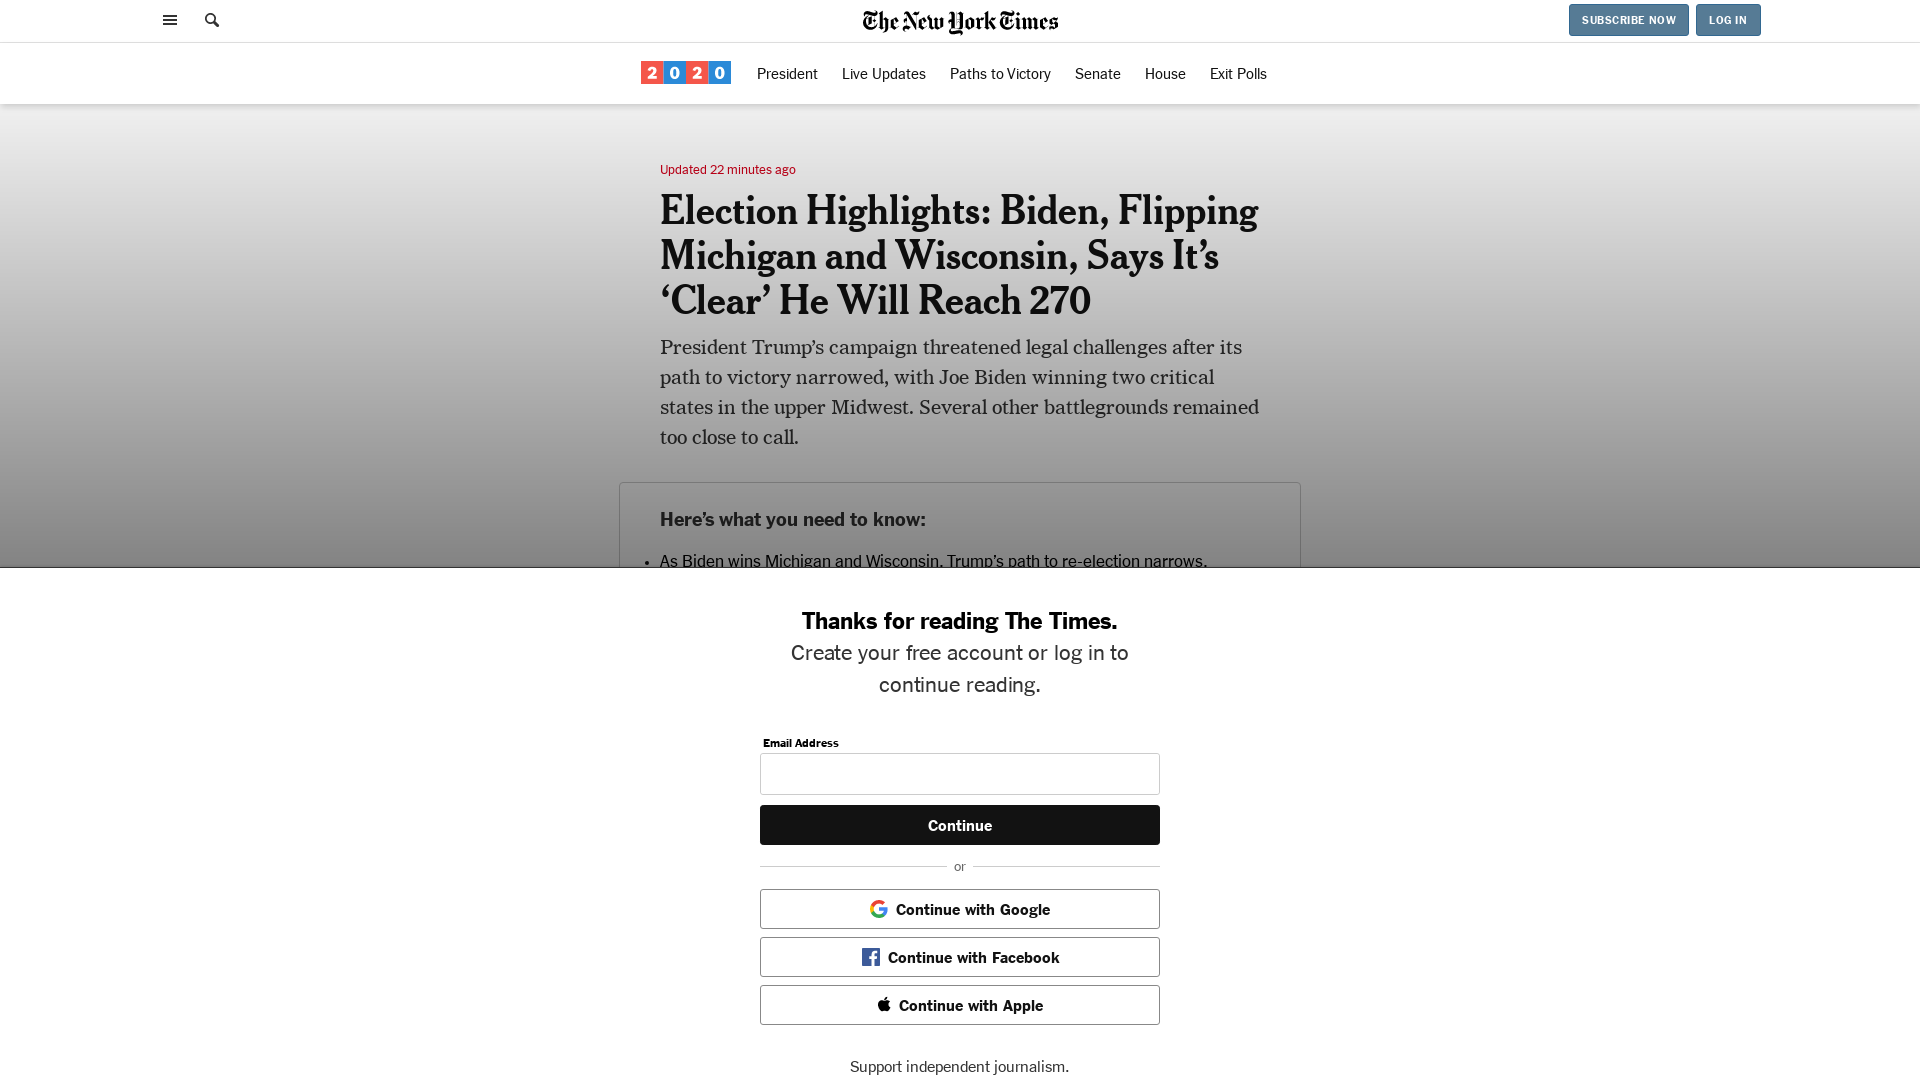 The New York Times
SUBSCRIBE NOW
LOG IN
2020
President
Live Updates
Paths to Victory
Senate
House
Exit Polls
Updated 22 minutes ago
Election Highlights: Biden, Flipping
Michigan and Wisconsin, Says It’s
‘Clear’ He Will Reach 270
President Trump’s campaign threatened legal challenges after its
path to victory narrowed, with Joe Biden winning two critical
states in the upper Midwest. Several other battlegrounds remained
too close to call.
Here’s what you need to know:
As Biden wins Michigan and Wisconsin, Trump’s path to re-election narrows.
Thanks for reading The Times.
Create your free account or log in to
continue reading.
Email Address
Continue
or
Continue with Google
Continue with Facebook
Continue with Apple
Support independent journalism.